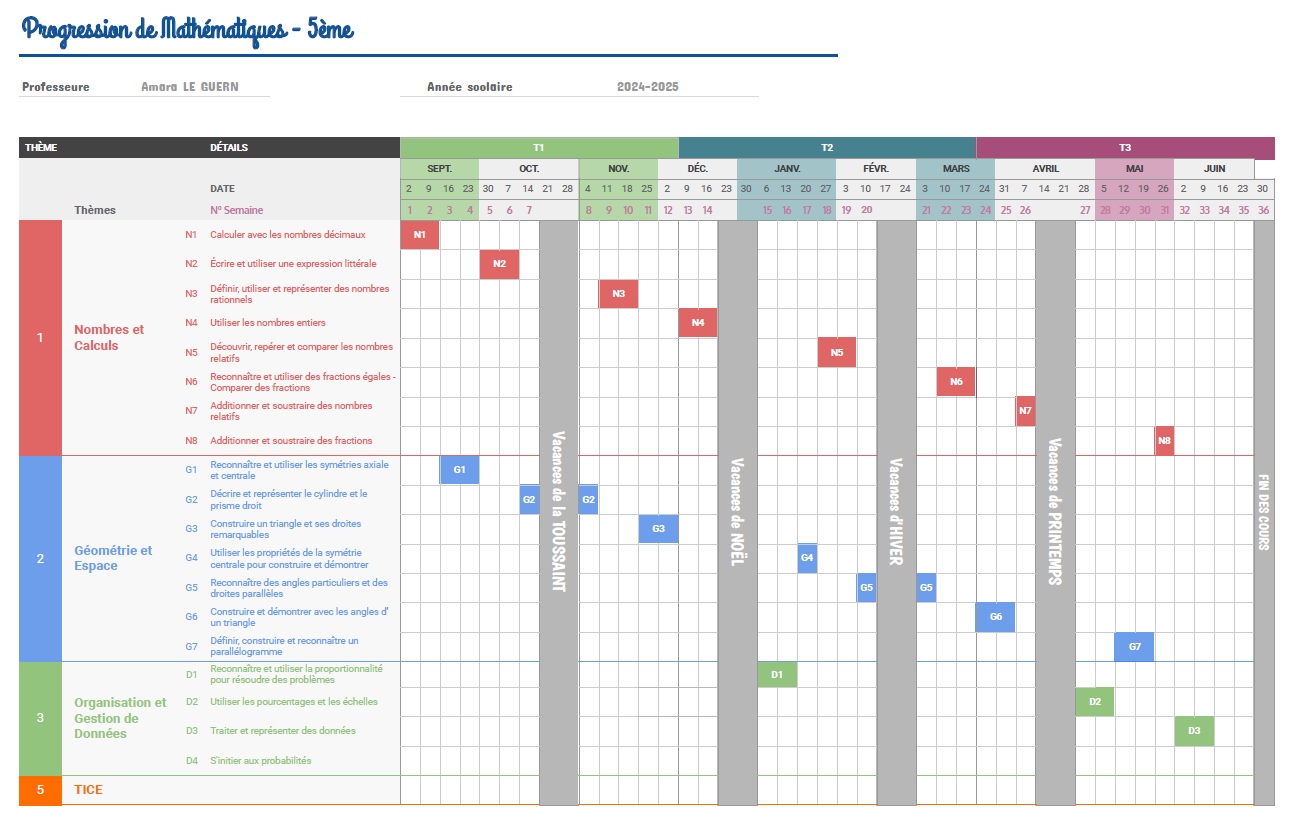 Progression de Mathématiques - 5ème
Professeure Amara LE GUERN Année scolaire 2024-2025
THÈME DÉTAILS T1 T2 T3
SEPT. OCT. NOV. DÉC. JANV. FÉVR. MARS AVRIL MAI JUIN
DATE 2 9 16 23 30 7 14 21 28 4 11 18 25 2 9 16 23 30 6 13 20 27 3 10 17 24 3 10 17 24 31 7 14 21 28 5 12 19 26 2 9 16 23 30
Thèmes N° Semaine 1 2 3 4 5 6 7 8 9 10 11 12 13 14 15 16 17 18 19 20 21 22 23 24 25 26 27 28 29 30 31 32 33 34 35 36
1
Nombres et
Calculs
N1 Calculer avec les nombres décimaux N1
N2 Écrire et utiliser une expression littérale N2
N3 Définir, utiliser et représenter des nombres
rationnels N3
N4 Utiliser les nombres entiers N4
N5 Découvrir, repérer et comparer les nombres
relatifs N5
N6 Reconnaître et utiliser des fractions égales -
Comparer des fractions N6
N7 Additionner et soustraire des nombres
relatifs N7
N8 Additionner et soustraire des fractions N8
2
Géométrie et
Espace
G1 Reconnaître et utiliser les symétries axiale
et centrale G1
G2 Décrire et représenter le cylindre et le
prisme droit G2 G2
G3 Construire un triangle et ses droites
remarquables G3
G4 Utiliser les propriétés de la symétrie
centrale pour construire et démontrer G4
G5 Reconnaître des angles particuliers et des
droites parallèles G5 G5
G6 Construire et démontrer avec les angles d'
un triangle G6
G7 Définir, construire et reconnaître un
parallélogramme G7
3
Organisation et
Gestion de
Données
D1 Reconnaître et utiliser la proportionnalité
pour résoudre des problèmes D1
D2 Utiliser les pourcentages et les échelles D2
D3 Traiter et représenter des données D3
D4 S'initier aux probabilités
5 TICE
Vacances de la TOUSSAINT
Vacances de NOËL
Vacances d'HIVER
Vacances de PRINTEMPS
FIN DES COURS